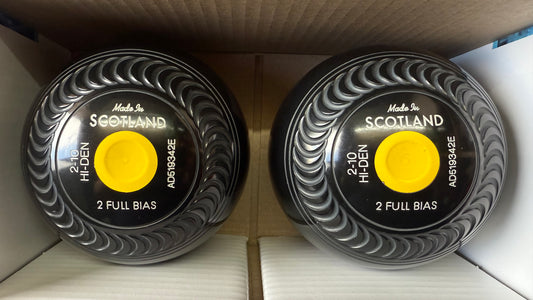 Made In
SCOTLAND
2-10
HI-DEN
AD519342E
2 FULL BIAS
Made In
SCOTLAND
2-10
HI-DEN
AD519342E
2 FULL BIAS